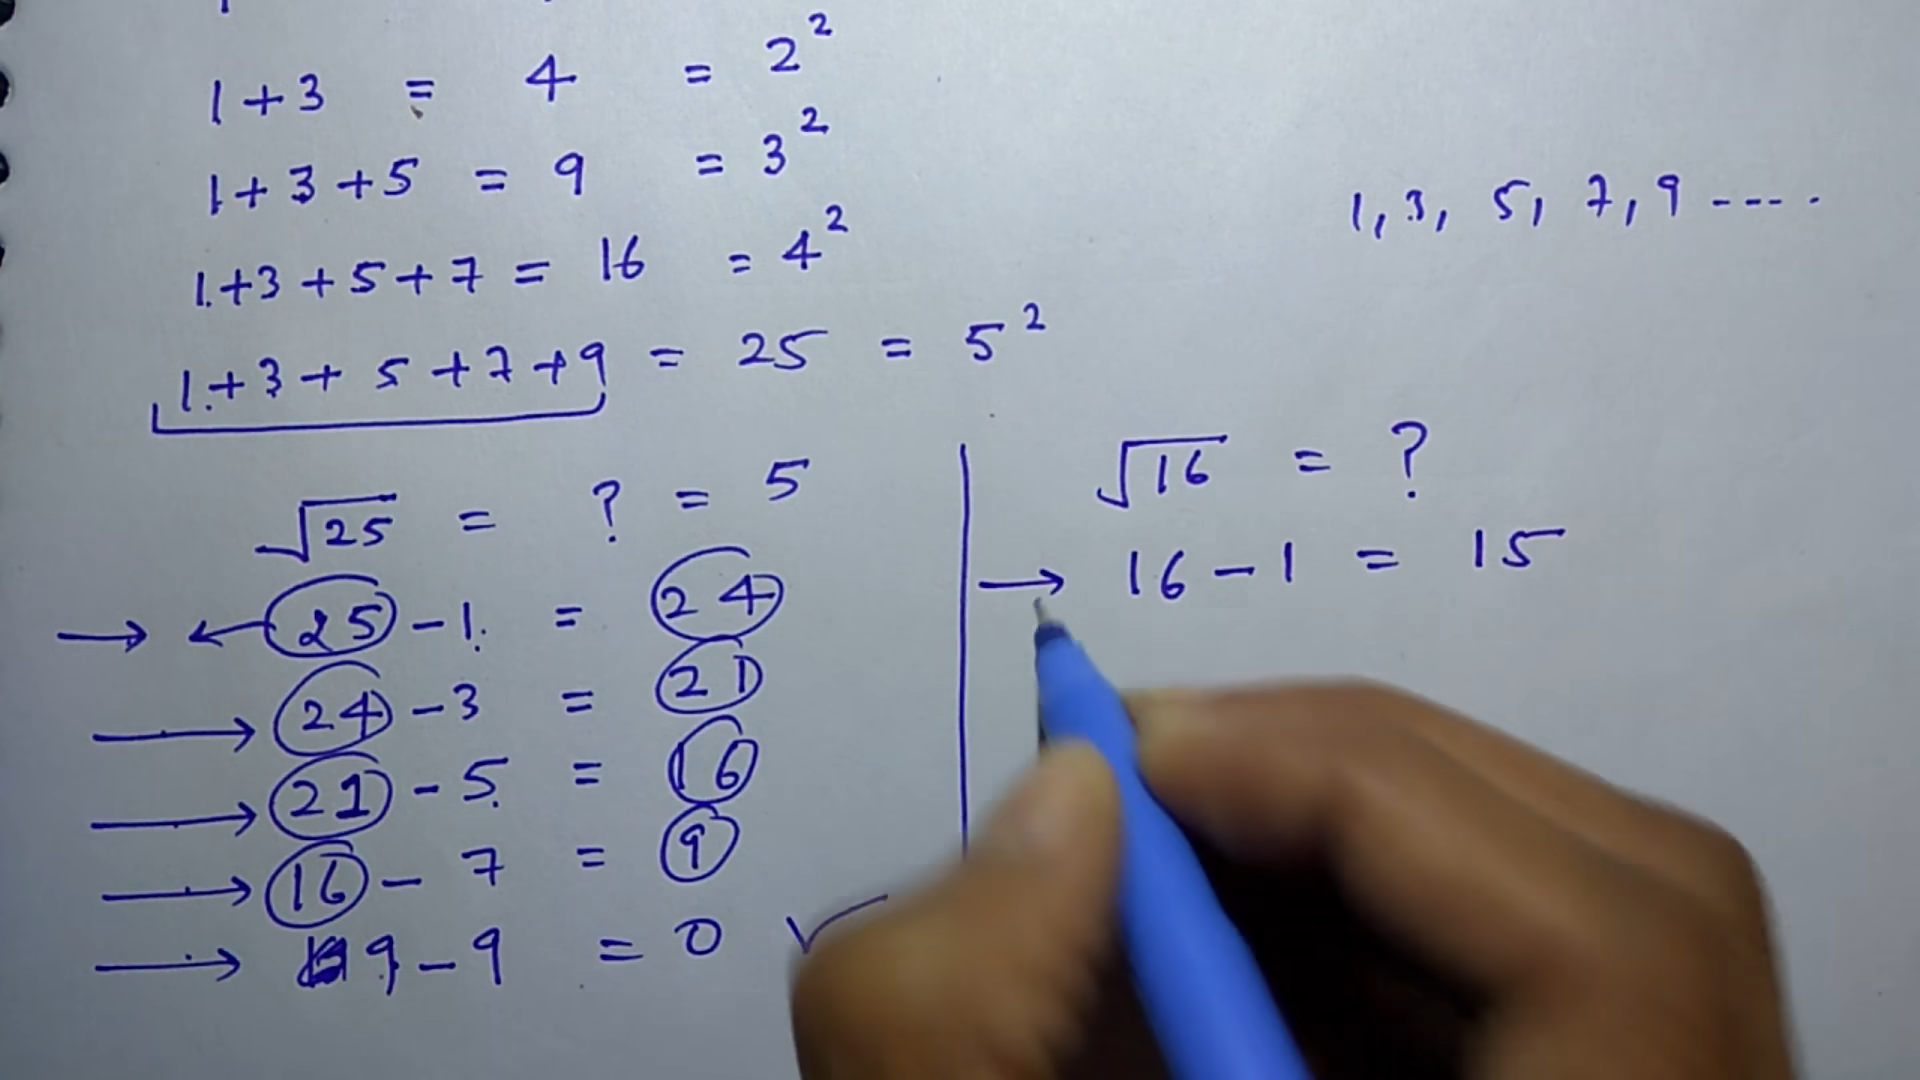 1+3 = 4 = 2²
1+3+5 = 9 = 3²
1+3+5+7 = 16 = 4²
1+3+5+7+9 = 25 = 5²
1, 3, 5, 7, 9 ----.
√25 = ? = 5
→ ← 25 - 1 = 24
→ 24 - 3 = 21
→ 21 - 5 = 16
→ 16 - 7 = 9
→ 9 - 9 = 0 ✓
√16 = ?
→ 16 - 1 = 15